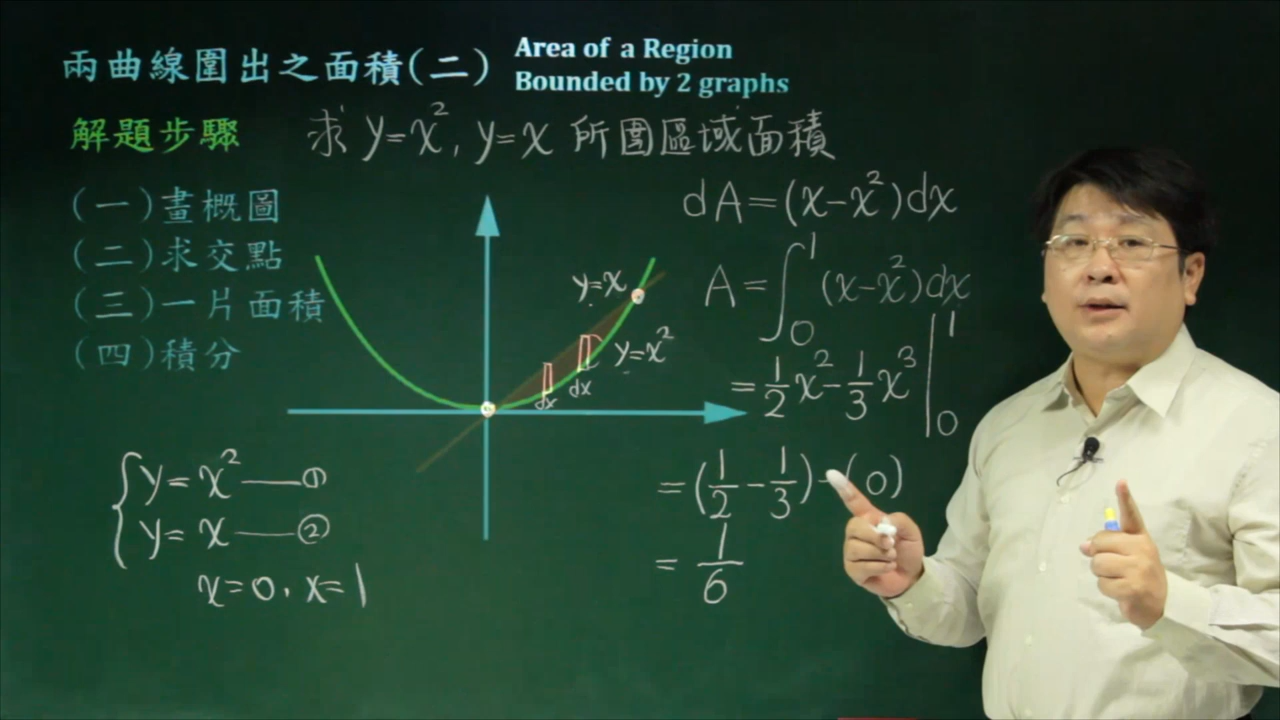 兩曲線圍出之面積(二)
Area of a Region
Bounded by 2 graphs
解題步驟
求 y=x², y=x 所圍區域面積
(一)畫概圖
(二)求交點
(三)一片面積
(四)積分
y=x
y=x²
dx
dx
{ y=x² ——①
y=x ——②
x=0, x=1
dA=(x-x²)dx
A=∫₀¹(x-x²)dx
=1/2x²-1/3x³|₀¹
=(1/2-1/3)-(0)
=1/6